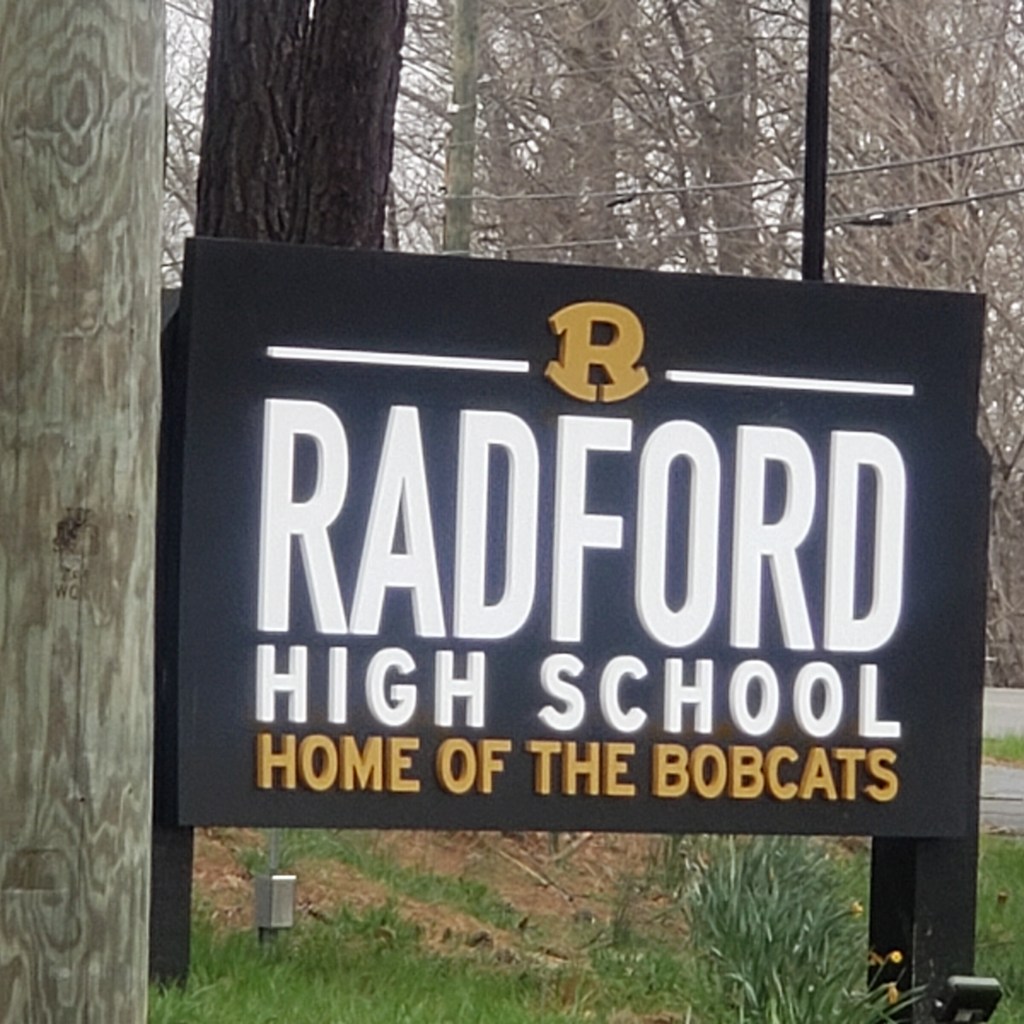 R
RADFORD
HIGH SCHOOL
HOME OF THE BOBCATS